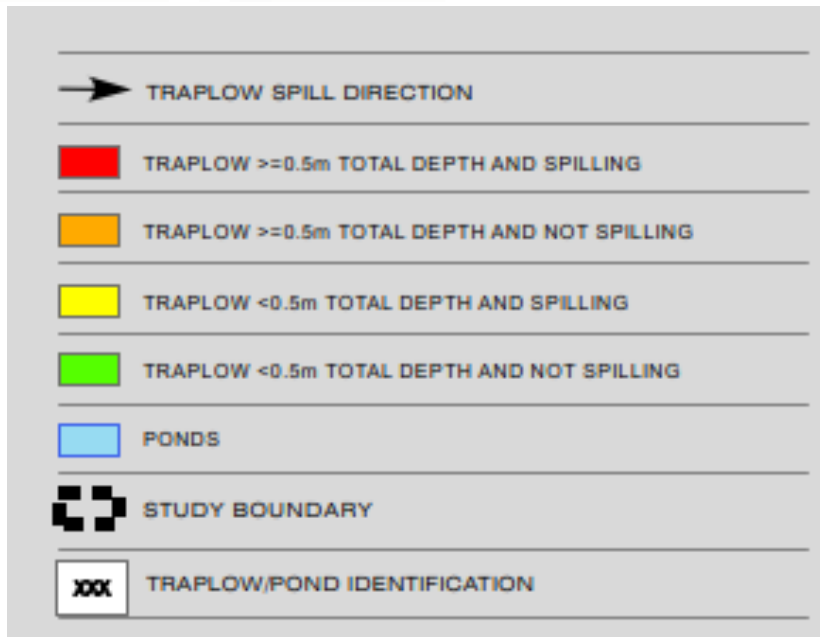 TRAPLOW SPILL DIRECTION
TRAPLOW >=0.5m TOTAL DEPTH AND SPILLING
TRAPLOW >=0.5m TOTAL DEPTH AND NOT SPILLING
TRAPLOW <0.5m TOTAL DEPTH AND SPILLING
TRAPLOW <0.5m TOTAL DEPTH AND NOT SPILLING
PONDS
STUDY BOUNDARY
XXX TRAPLOW/POND IDENTIFICATION